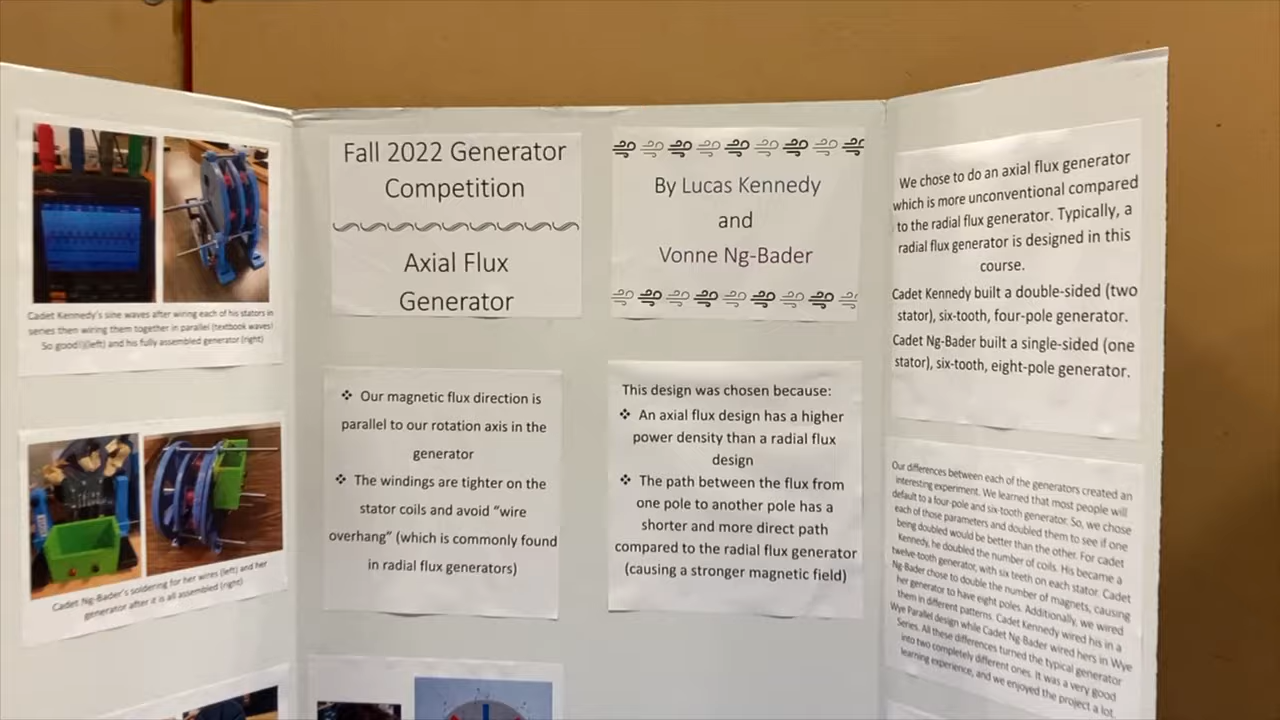 Cadet Kennedy's sine waves after wiring each of his stators in
series then wiring them together in parallel (textbook waves!
So good!)(left) and his fully assembled generator (right)
Cadet Ng-Bader's soldering for her wires (left) and her
generator after it is all assembled (right)
Fall 2022 Generator
Competition
Axial Flux
Generator
❖ Our magnetic flux direction is
parallel to our rotation axis in the
generator
❖ The windings are tighter on the
stator coils and avoid “wire
overhang” (which is commonly found
in radial flux generators)
By Lucas Kennedy
and
Vonne Ng-Bader
This design was chosen because:
❖ An axial flux design has a higher
power density than a radial flux
design
❖ The path between the flux from
one pole to another pole has a
shorter and more direct path
compared to the radial flux generator
(causing a stronger magnetic field)
We chose to do an axial flux generator
which is more unconventional compared
to the radial flux generator. Typically, a
radial flux generator is designed in this
course.
Cadet Kennedy built a double-sided (two
stator), six-tooth, four-pole generator.
Cadet Ng-Bader built a single-sided (one
stator), six-tooth, eight-pole generator.
Our differences between each of the generators created an
interesting experiment. We learned that most people will
default to a four-pole and six-tooth generator. So, we chose
each of those parameters and doubled them to see if one
being doubled would be better than the other. For cadet
Kennedy, he doubled the number of coils. His became a
twelve-tooth generator, with six teeth on each stator. Cadet
Ng-Bader chose to double the number of magnets, causing
her generator to have eight poles. Additionally, we wired
them in different patterns. Cadet Kennedy wired his in a
Wye Parallel design while Cadet Ng-Bader wired hers in Wye
Series. All these differences turned the typical generator
into two completely different ones. It was a very good
learning experience, and we enjoyed the project a lot.